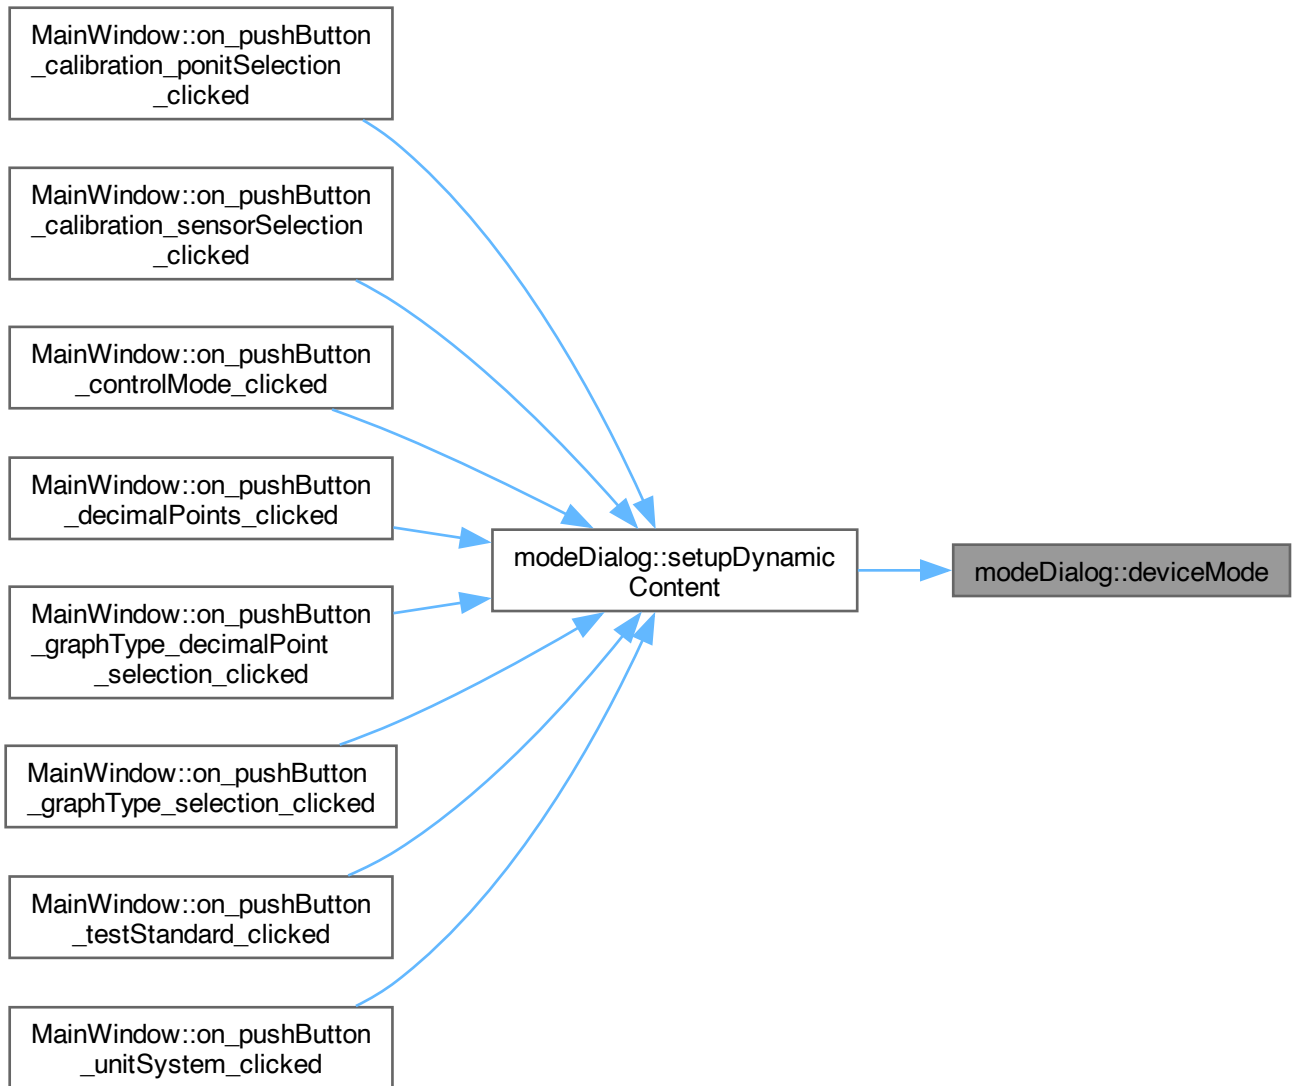 MainWindow::on_pushButton
_calibration_ponitSelection
_clicked
MainWindow::on_pushButton
_calibration_sensorSelection
_clicked
MainWindow::on_pushButton
_controlMode_clicked
MainWindow::on_pushButton
_decimalPoints_clicked
MainWindow::on_pushButton
_graphType_decimalPoint
_selection_clicked
MainWindow::on_pushButton
_graphType_selection_clicked
MainWindow::on_pushButton
_testStandard_clicked
MainWindow::on_pushButton
_unitSystem_clicked
modeDialog::setupDynamic
Content
modeDialog::deviceMode